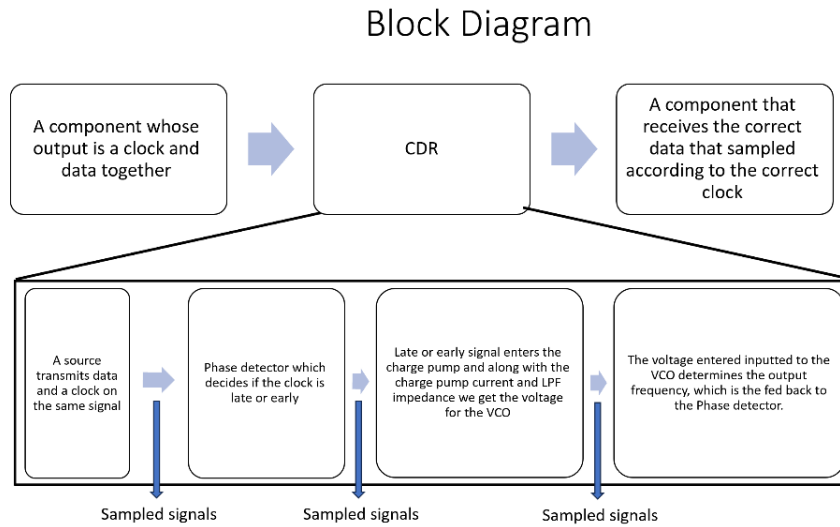 Block Diagram
A component whose
output is a clock and
data together
CDR
A component that
receives the correct
data that sampled
according to the correct
clock
A source
transmits data
and a clock on
the same signal
Phase detector which
decides if the clock is
late or early
Late or early signal enters the
charge pump and along with the
charge pump current and LPF
impedance we get the voltage
for the VCO
The voltage entered inputted to the
VCO determines the output
frequency, which is the fed back to
the Phase detector.
Sampled signals
Sampled signals
Sampled signals